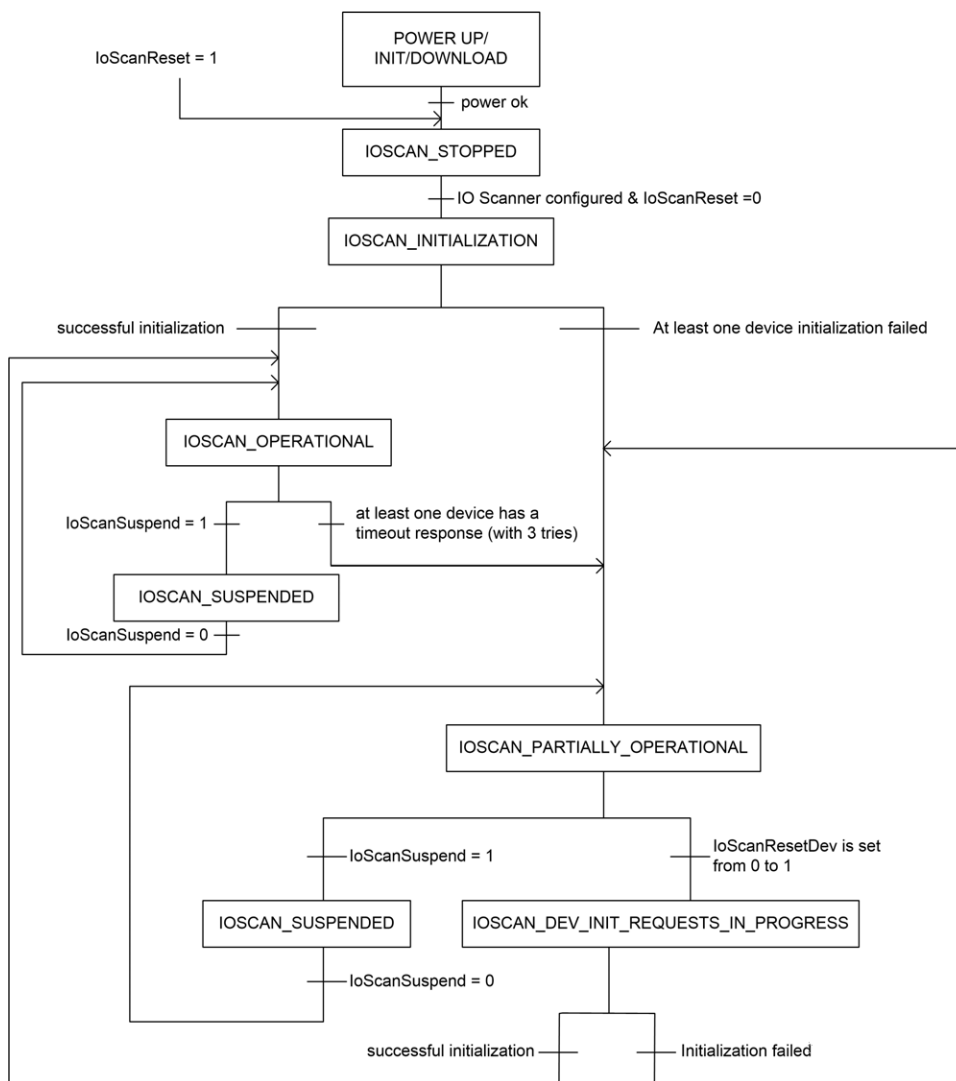 POWER UP/
INIT/DOWNLOAD
IoScanReset = 1
power ok
IOSCAN_STOPPED
IO Scanner configured & IoScanReset =0
IOSCAN_INITIALIZATION
successful initialization
At least one device initialization failed
IOSCAN_OPERATIONAL
IoScanSuspend = 1
at least one device has a
timeout response (with 3 tries)
IOSCAN_SUSPENDED
IoScanSuspend = 0
IOSCAN_PARTIALLY_OPERATIONAL
IoScanSuspend = 1
IoScanResetDev is set
from 0 to 1
IOSCAN_SUSPENDED
IOSCAN_DEV_INIT_REQUESTS_IN_PROGRESS
IoScanSuspend = 0
successful initialization
Initialization failed